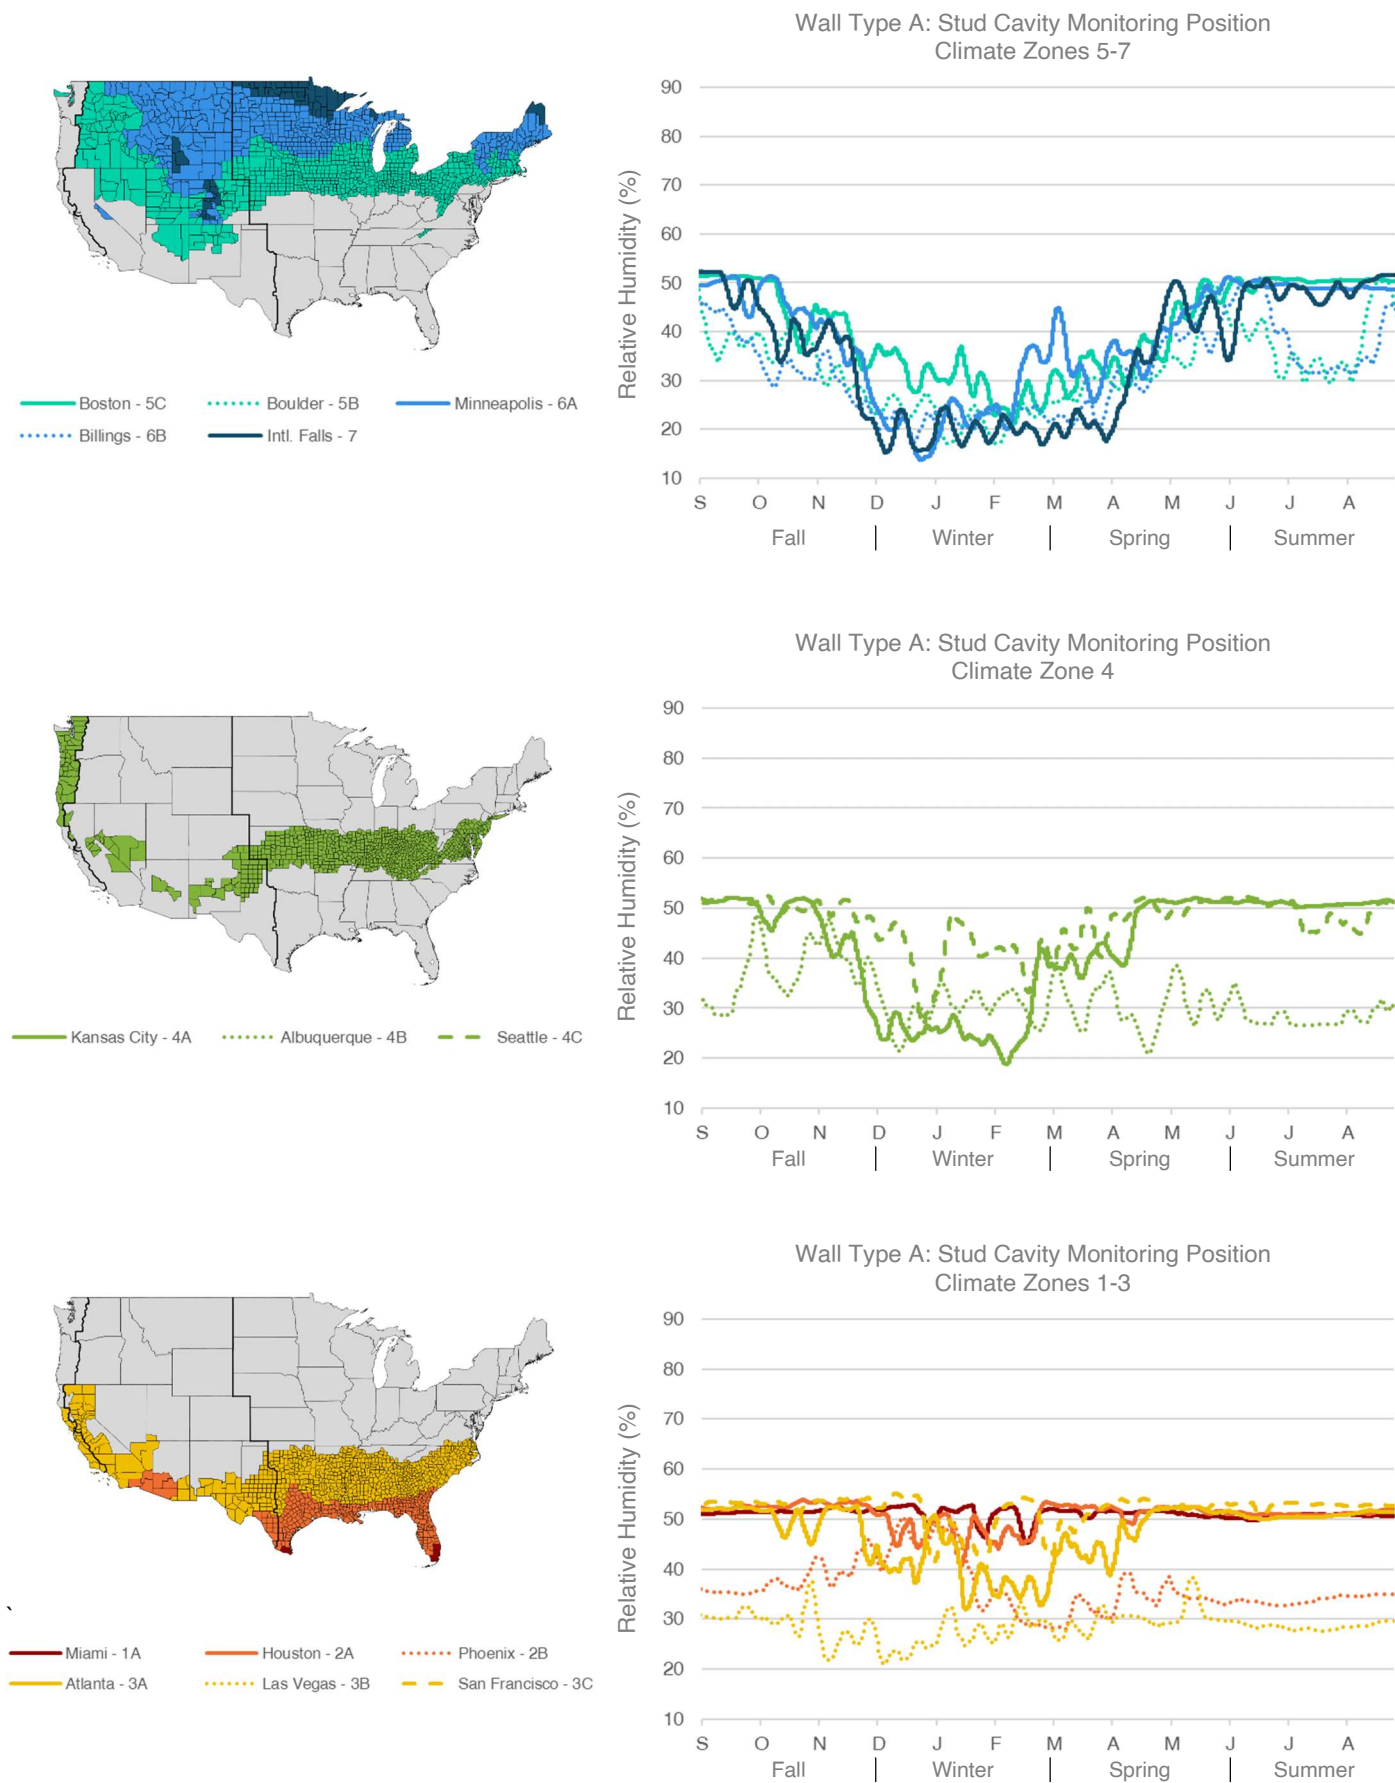 Wall Type A: Stud Cavity Monitoring Position
Climate Zones 5-7
90
80
70
60
50
40
30
20
10
Relative Humidity (%)
S O N D J F M A M J J A
Fall | Winter | Spring | Summer
Boston - 5C Boulder - 5B Minneapolis - 6A
Billings - 6B Intl. Falls - 7
Wall Type A: Stud Cavity Monitoring Position
Climate Zone 4
90
80
70
60
50
40
30
20
10
Relative Humidity (%)
S O N D J F M A M J J A
Fall | Winter | Spring | Summer
Kansas City - 4A Albuquerque - 4B Seattle - 4C
Wall Type A: Stud Cavity Monitoring Position
Climate Zones 1-3
90
80
70
60
50
40
30
20
10
Relative Humidity (%)
S O N D J F M A M J J A
Fall | Winter | Spring | Summer
`
Miami - 1A Houston - 2A Phoenix - 2B
Atlanta - 3A Las Vegas - 3B San Francisco - 3C